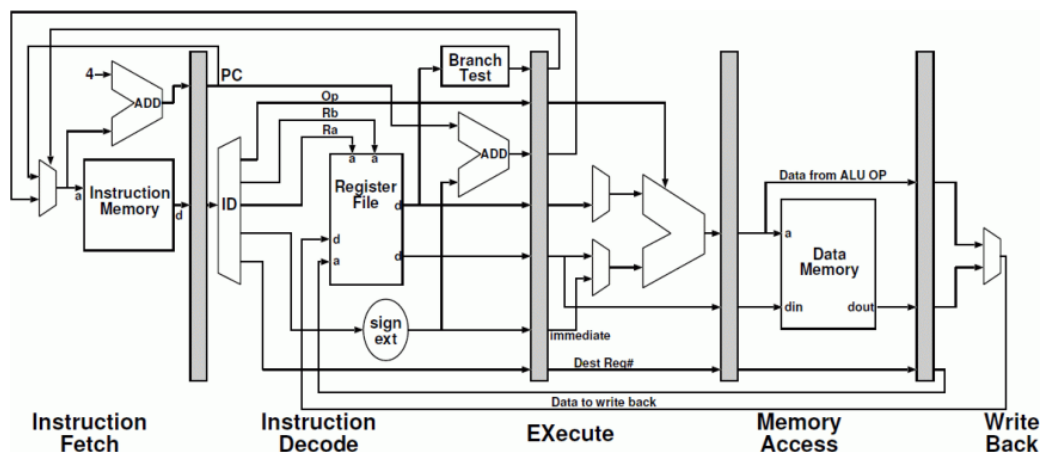 Branch
Test
4
PC
ADD
Op
Rb
Ra
a
a
ADD
Instruction
Memory
a
d
ID
Register
File
d
d
a
d
Data from ALU OP
a
Data
Memory
din
dout
sign
ext
immediate
Dest Reg#
Data to write back
Instruction
Fetch
Instruction
Decode
EXecute
Memory
Access
Write
Back